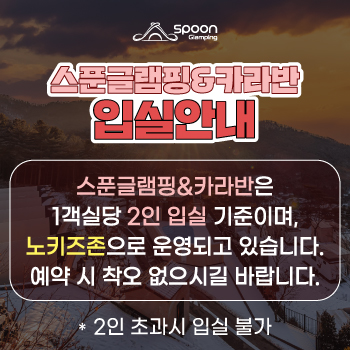 spoon
Glamping
스푼글램핑&카라반
입실안내
스푼글램핑&카라반은
1객실당 2인 입실 기준이며,
노키즈존으로 운영되고 있습니다.
예약 시 착오 없으시길 바랍니다.
* 2인 초과시 입실 불가